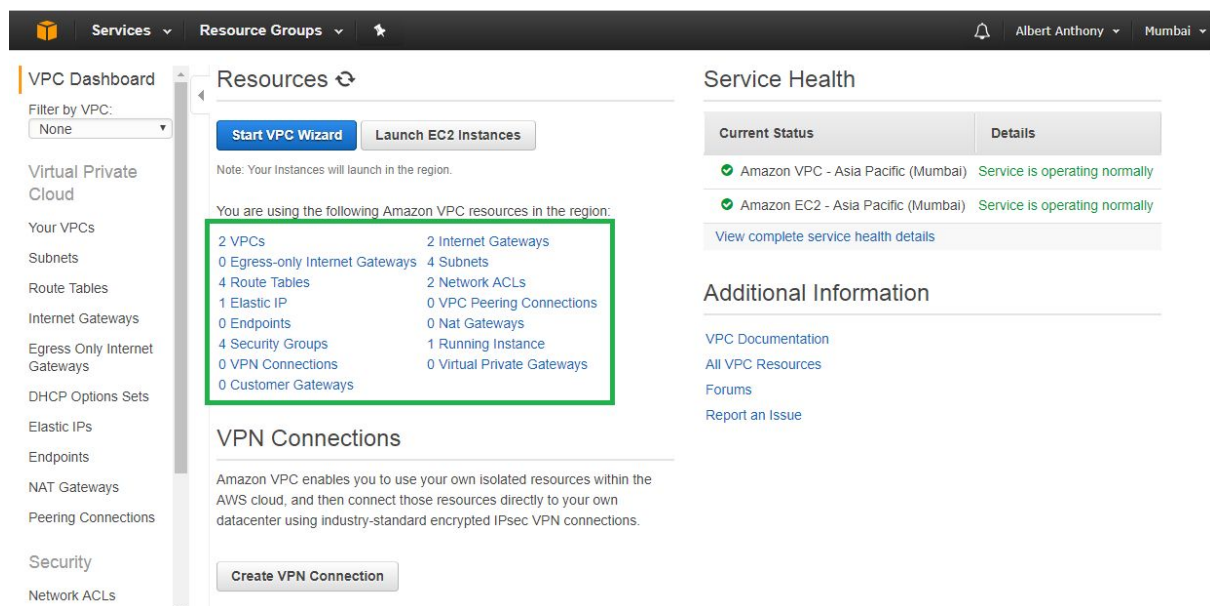 Services
Resource Groups
Albert Anthony
Mumbai
VPC Dashboard
Filter by VPC:
None
Virtual Private
Cloud
Your VPCs
Subnets
Route Tables
Internet Gateways
Egress Only Internet
Gateways
DHCP Options Sets
Elastic IPs
Endpoints
NAT Gateways
Peering Connections
Security
Network ACLs
Resources
Start VPC Wizard
Launch EC2 Instances
Note: Your Instances will launch in the region.
You are using the following Amazon VPC resources in the region:
2 VPCs
2 Internet Gateways
0 Egress-only Internet Gateways
4 Subnets
4 Route Tables
2 Network ACLs
1 Elastic IP
0 VPC Peering Connections
0 Endpoints
0 Nat Gateways
4 Security Groups
1 Running Instance
0 VPN Connections
0 Virtual Private Gateways
0 Customer Gateways
VPN Connections
Amazon VPC enables you to use your own isolated resources within the
AWS cloud, and then connect those resources directly to your own
datacenter using industry-standard encrypted IPsec VPN connections.
Create VPN Connection
Service Health
Current Status
Details
Amazon VPC - Asia Pacific (Mumbai)
Service is operating normally
Amazon EC2 - Asia Pacific (Mumbai)
Service is operating normally
View complete service health details
Additional Information
VPC Documentation
All VPC Resources
Forums
Report an Issue